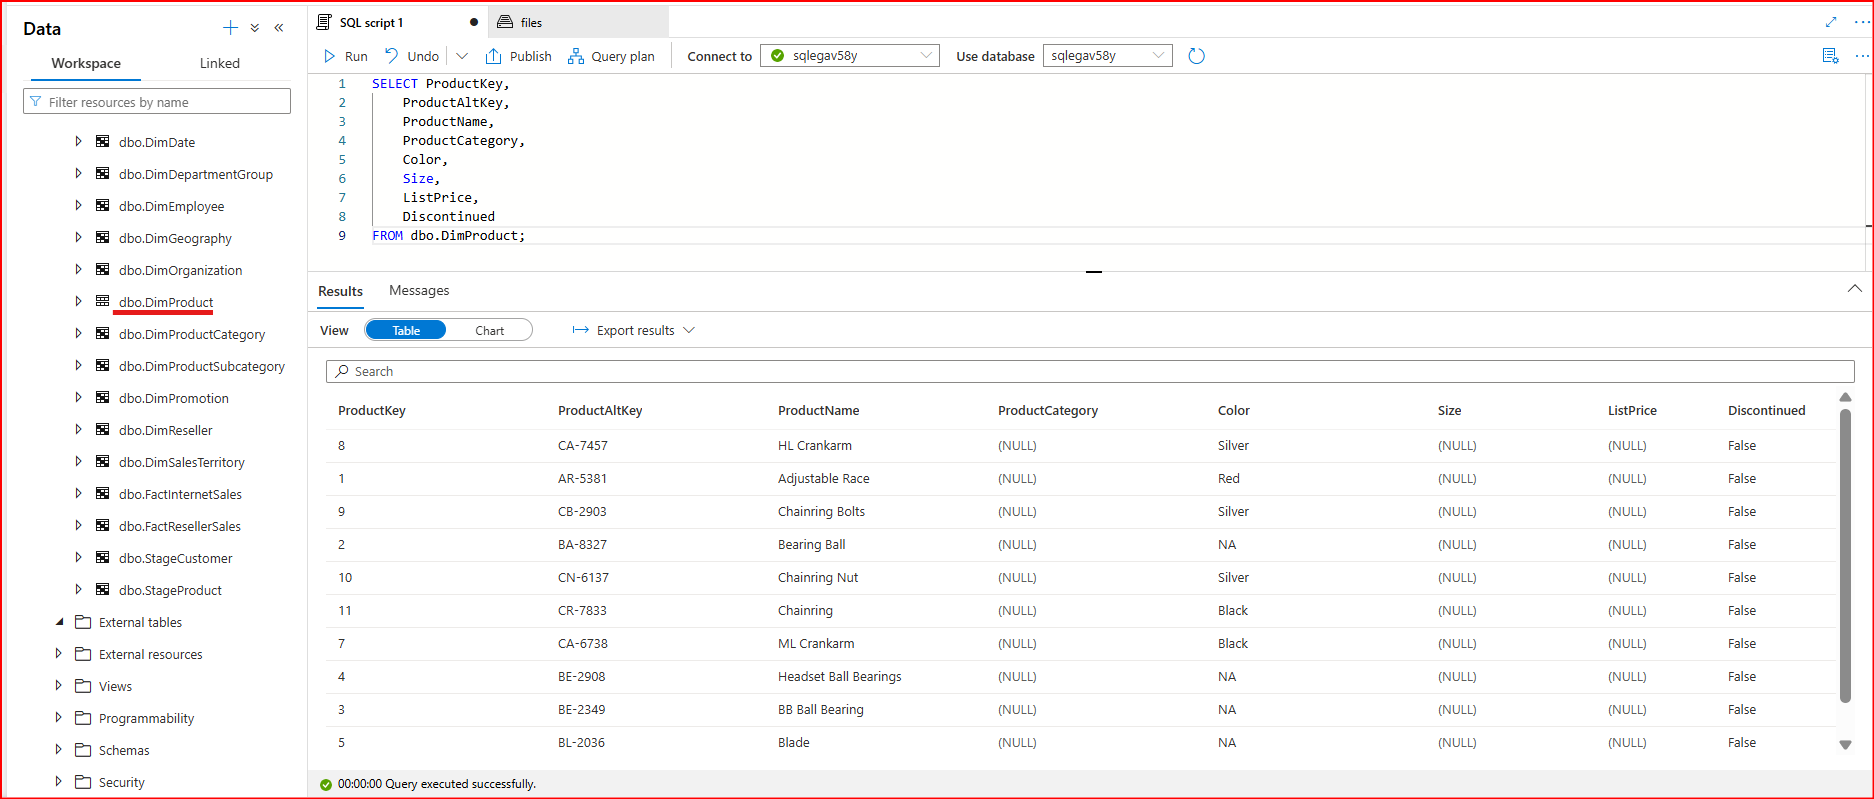 Data
Workspace Linked
Filter resources by name
dbo.DimDate
dbo.DimDepartmentGroup
dbo.DimEmployee
dbo.DimGeography
dbo.DimOrganization
dbo.DimProduct
dbo.DimProductCategory
dbo.DimProductSubcategory
dbo.DimPromotion
dbo.DimReseller
dbo.DimSalesTerritory
dbo.FactInternetSales
dbo.FactResellerSales
dbo.StageCustomer
dbo.StageProduct
External tables
External resources
Views
Programmability
Schemas
Security
SQL script 1 files
Run Undo Publish Query plan Connect to sqlegav58y Use database sqlegav58y
1 SELECT ProductKey,
2 ProductAltKey,
3 ProductName,
4 ProductCategory,
5 Color,
6 Size,
7 ListPrice,
8 Discontinued
9 FROM dbo.DimProduct;
Results Messages
View Table Chart Export results
Search
ProductKey ProductAltKey ProductName ProductCategory Color Size ListPrice Discontinued
8 CA-7457 HL Crankarm (NULL) Silver (NULL) (NULL) False
1 AR-5381 Adjustable Race (NULL) Red (NULL) (NULL) False
9 CB-2903 Chainring Bolts (NULL) Silver (NULL) (NULL) False
2 BA-8327 Bearing Ball (NULL) NA (NULL) (NULL) False
10 CN-6137 Chainring Nut (NULL) Silver (NULL) (NULL) False
11 CR-7833 Chainring (NULL) Black (NULL) (NULL) False
7 CA-6738 ML Crankarm (NULL) Black (NULL) (NULL) False
4 BE-2908 Headset Ball Bearings (NULL) NA (NULL) (NULL) False
3 BE-2349 BB Ball Bearing (NULL) NA (NULL) (NULL) False
5 BL-2036 Blade (NULL) NA (NULL) (NULL) False
00:00:00 Query executed successfully.